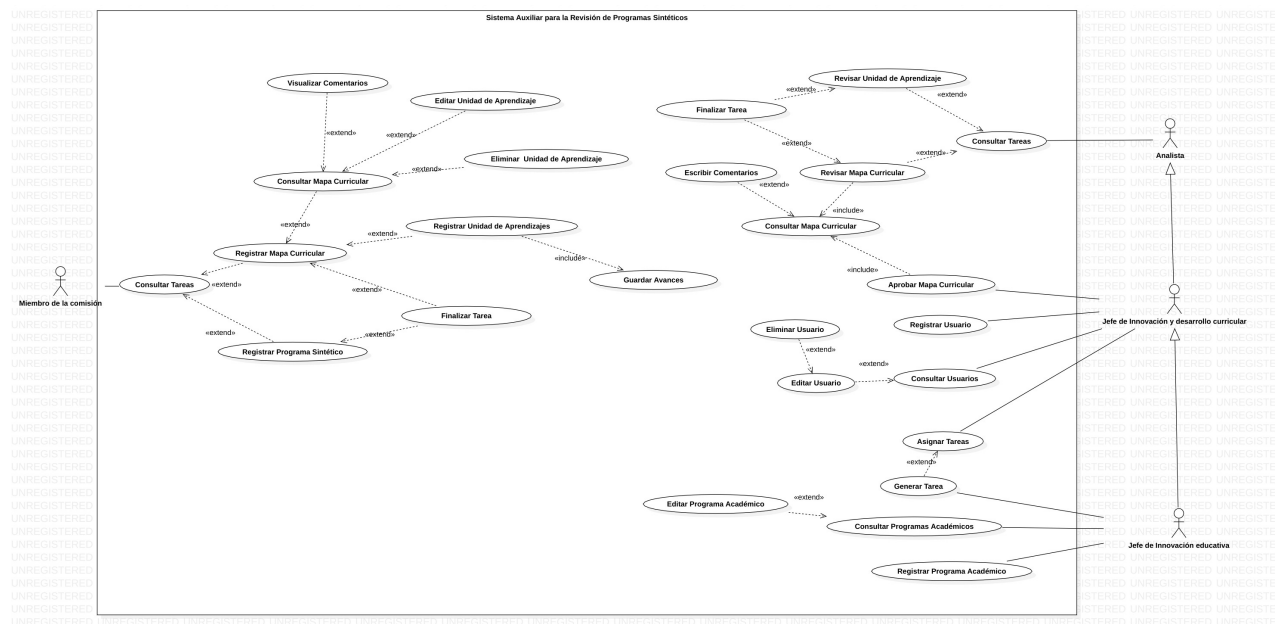 Sistema Auxiliar para la Revisión de Programas Sintéticos
Visualizar Comentarios
Editar Unidad de Aprendizaje
Eliminar Unidad de Aprendizaje
Consultar Mapa Curricular
«extend»
«extend»
«extend»
«extend»
Registrar Unidad de Aprendizajes
«extend»
Registrar Mapa Curricular
«include»
Guardar Avances
Consultar Tareas
«extend»
«extend»
Finalizar Tarea
«extend»
«extend»
Registrar Programa Sintético
Miembro de la comisión
Revisar Unidad de Aprendizaje
«extend»
«extend»
Finalizar Tarea
Consultar Tareas
«extend»
«extend»
Escribir Comentarios
Revisar Mapa Curricular
«extend»
«include»
Consultar Mapa Curricular
«include»
Aprobar Mapa Curricular
Registrar Usuario
Eliminar Usuario
«extend»
«extend»
Editar Usuario
Consultar Usuarios
Asignar Tareas
«extend»
Generar Tarea
Editar Programa Académico
«extend»
Consultar Programas Académicos
Registrar Programa Académico
Analista
Jefe de Innovación y desarrollo curricular
Jefe de Innovación educativa
UNREGISTERED